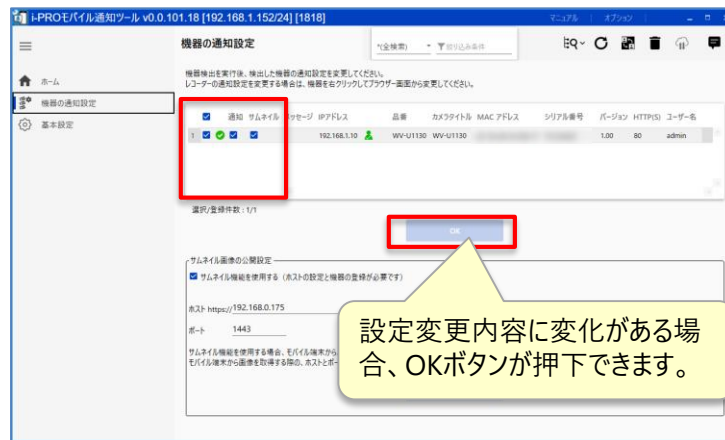 i-PROモバイル通知ツール v0.0.101.18 [192.168.1.152/24] [1818]
マニュアル オプション
機器の通知設定
*(全検索) 絞り込み条件
機器検出を実行後、検出した機器の通知設定を変更してください。
レコーダーの通知設定を変更する場合は、機器を右クリックしてブラウザー画面から変更してください。
ホーム
機器の通知設定
基本設定
通知 サムネイル メッセージ IPアドレス 品番 カメラタイトル MAC アドレス シリアル番号 バージョン HTTP(S) ユーザー名
1 192.168.1.10 WV-U1130 WV-U1130 1.00 80 admin
選択/登録件数 : 1/1
OK
サムネイル画像の公開設定
サムネイル機能を使用する（ホストの設定と機器の登録が必要です）
ホスト https://192.168.0.175
ポート 1443
サムネイル機能を使用する場合、モバイル端末から
モバイル端末から画像を取得する際の、ホストとポー
設定変更内容に変化がある場
合、OKボタンが押下できます。